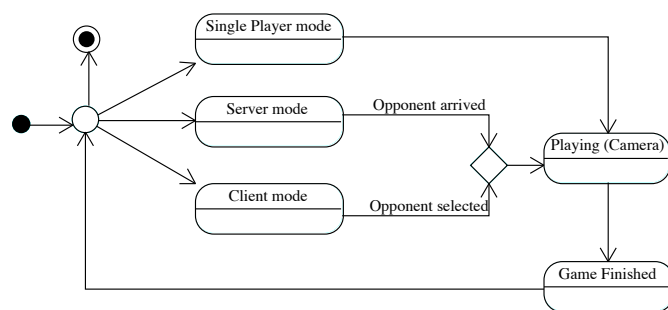 Single Player mode
Server mode
Opponent arrived
Playing (Camera)
Client mode
Opponent selected
Game Finished